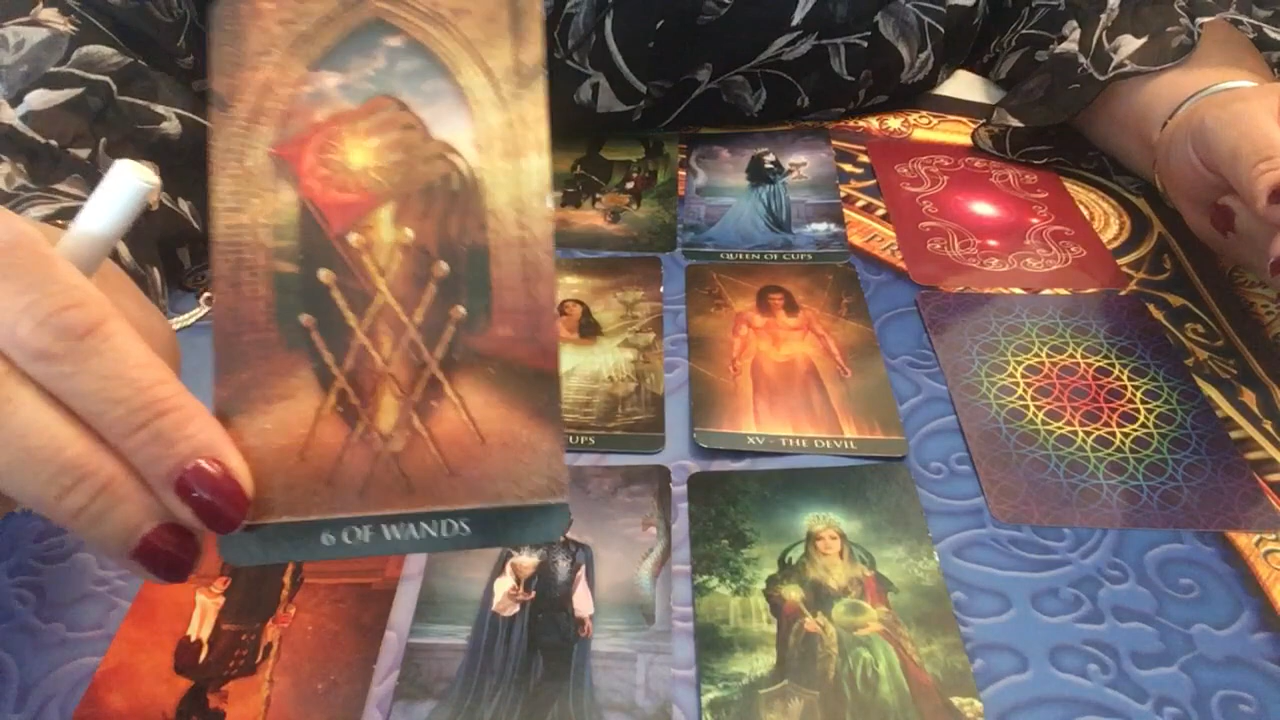 6 OF WANDS
QUEEN OF CUPS
CUPS
XV - THE DEVIL